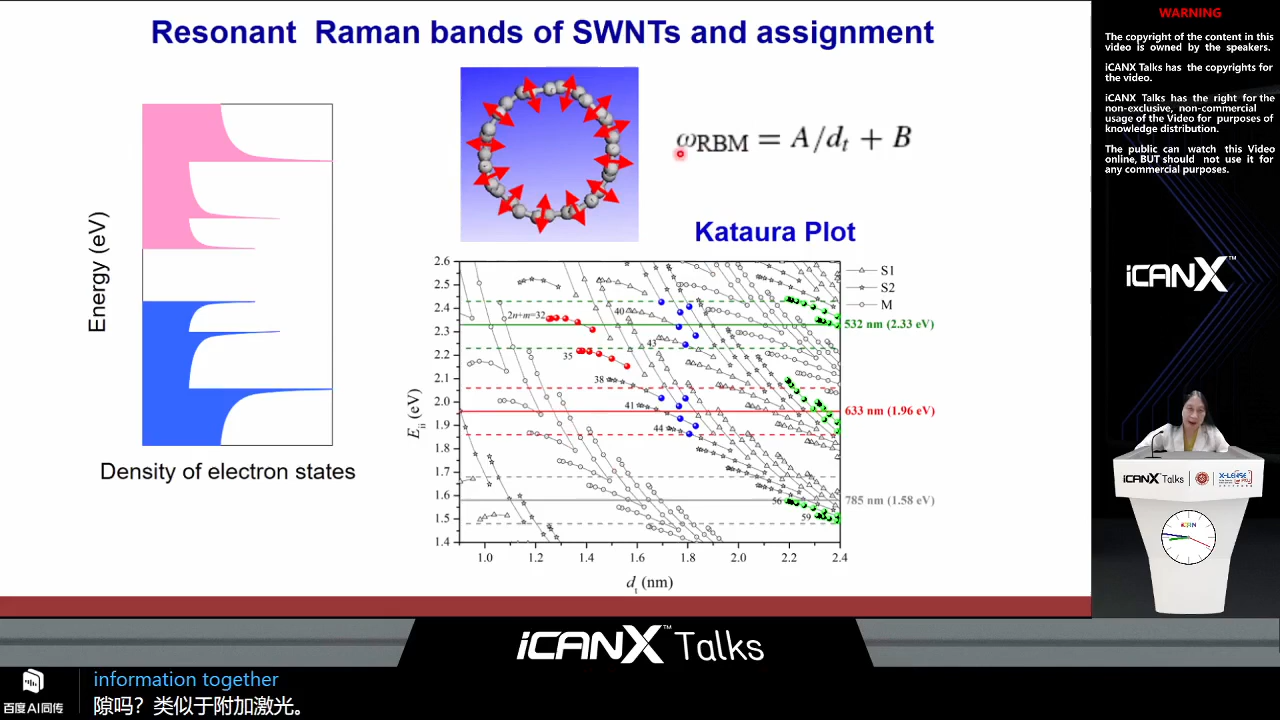 Resonant Raman bands of SWNTs and assignment
Energy (eV)
Density of electron states
ωRBM = A/dt + B
Kataura Plot
2.6
2.5
2.4
2.3
2.2
2.1
2.0
1.9
1.8
1.7
1.6
1.5
1.4
Eii (eV)
1.0 1.2 1.4 1.6 1.8 2.0 2.2 2.4
dt (nm)
2n+m=32
35
38
40
41
43
44
56
59
S1
S2
M
532 nm (2.33 eV)
633 nm (1.96 eV)
785 nm (1.58 eV)
WARNING
The copyright of the content in this
video is owned by the speakers.
iCANX Talks has the copyrights for
the video.
iCANX Talks has the right for the
non-exclusive, non-commercial
usage of the Video for purposes of
knowledge distribution.
The public can watch this Video
online, BUT should not use it for
any commercial purposes.
iCANX™
iCANX Talks
iCANX™ Talks
百度AI同传
information together
隙吗？类似于附加激光。